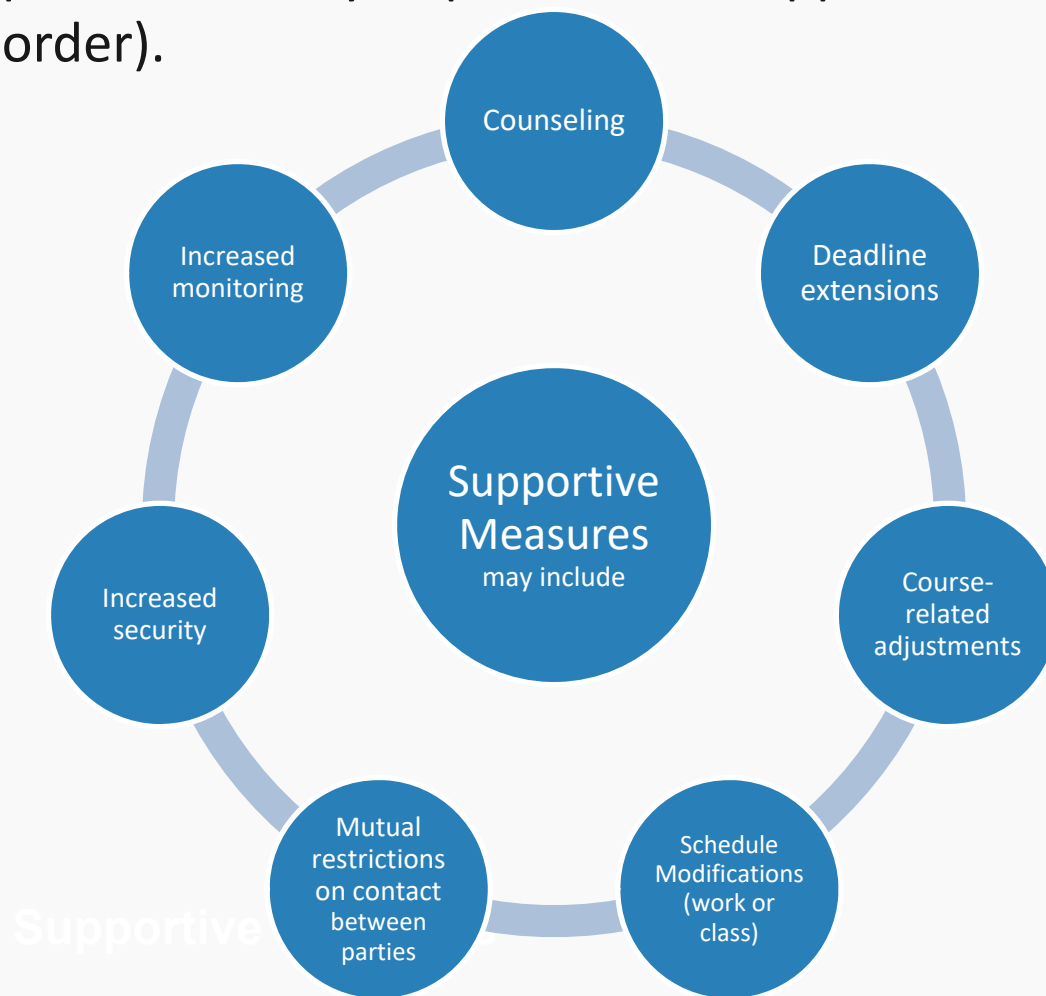 order).
Counseling
Deadline
extensions
Course-
related
adjustments
Schedule
Modifications
(work or
class)
Mutual
restrictions
on contact
between
parties
Increased
security
Increased
monitoring
Supportive
Measures
may include
Supportive